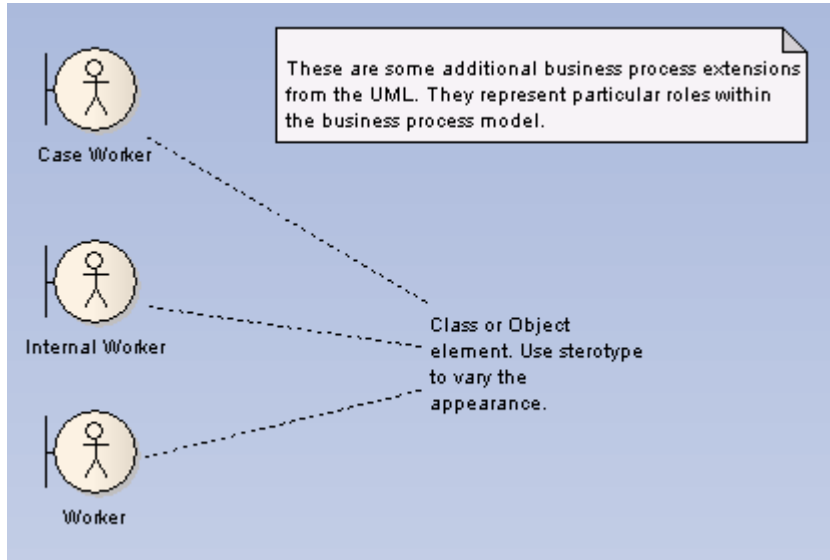 These are some additional business process extensions
from the UML. They represent particular roles within
the business process model.
Case Worker
Internal Worker
Class or Object
element. Use sterotype
to vary the
appearance.
Worker